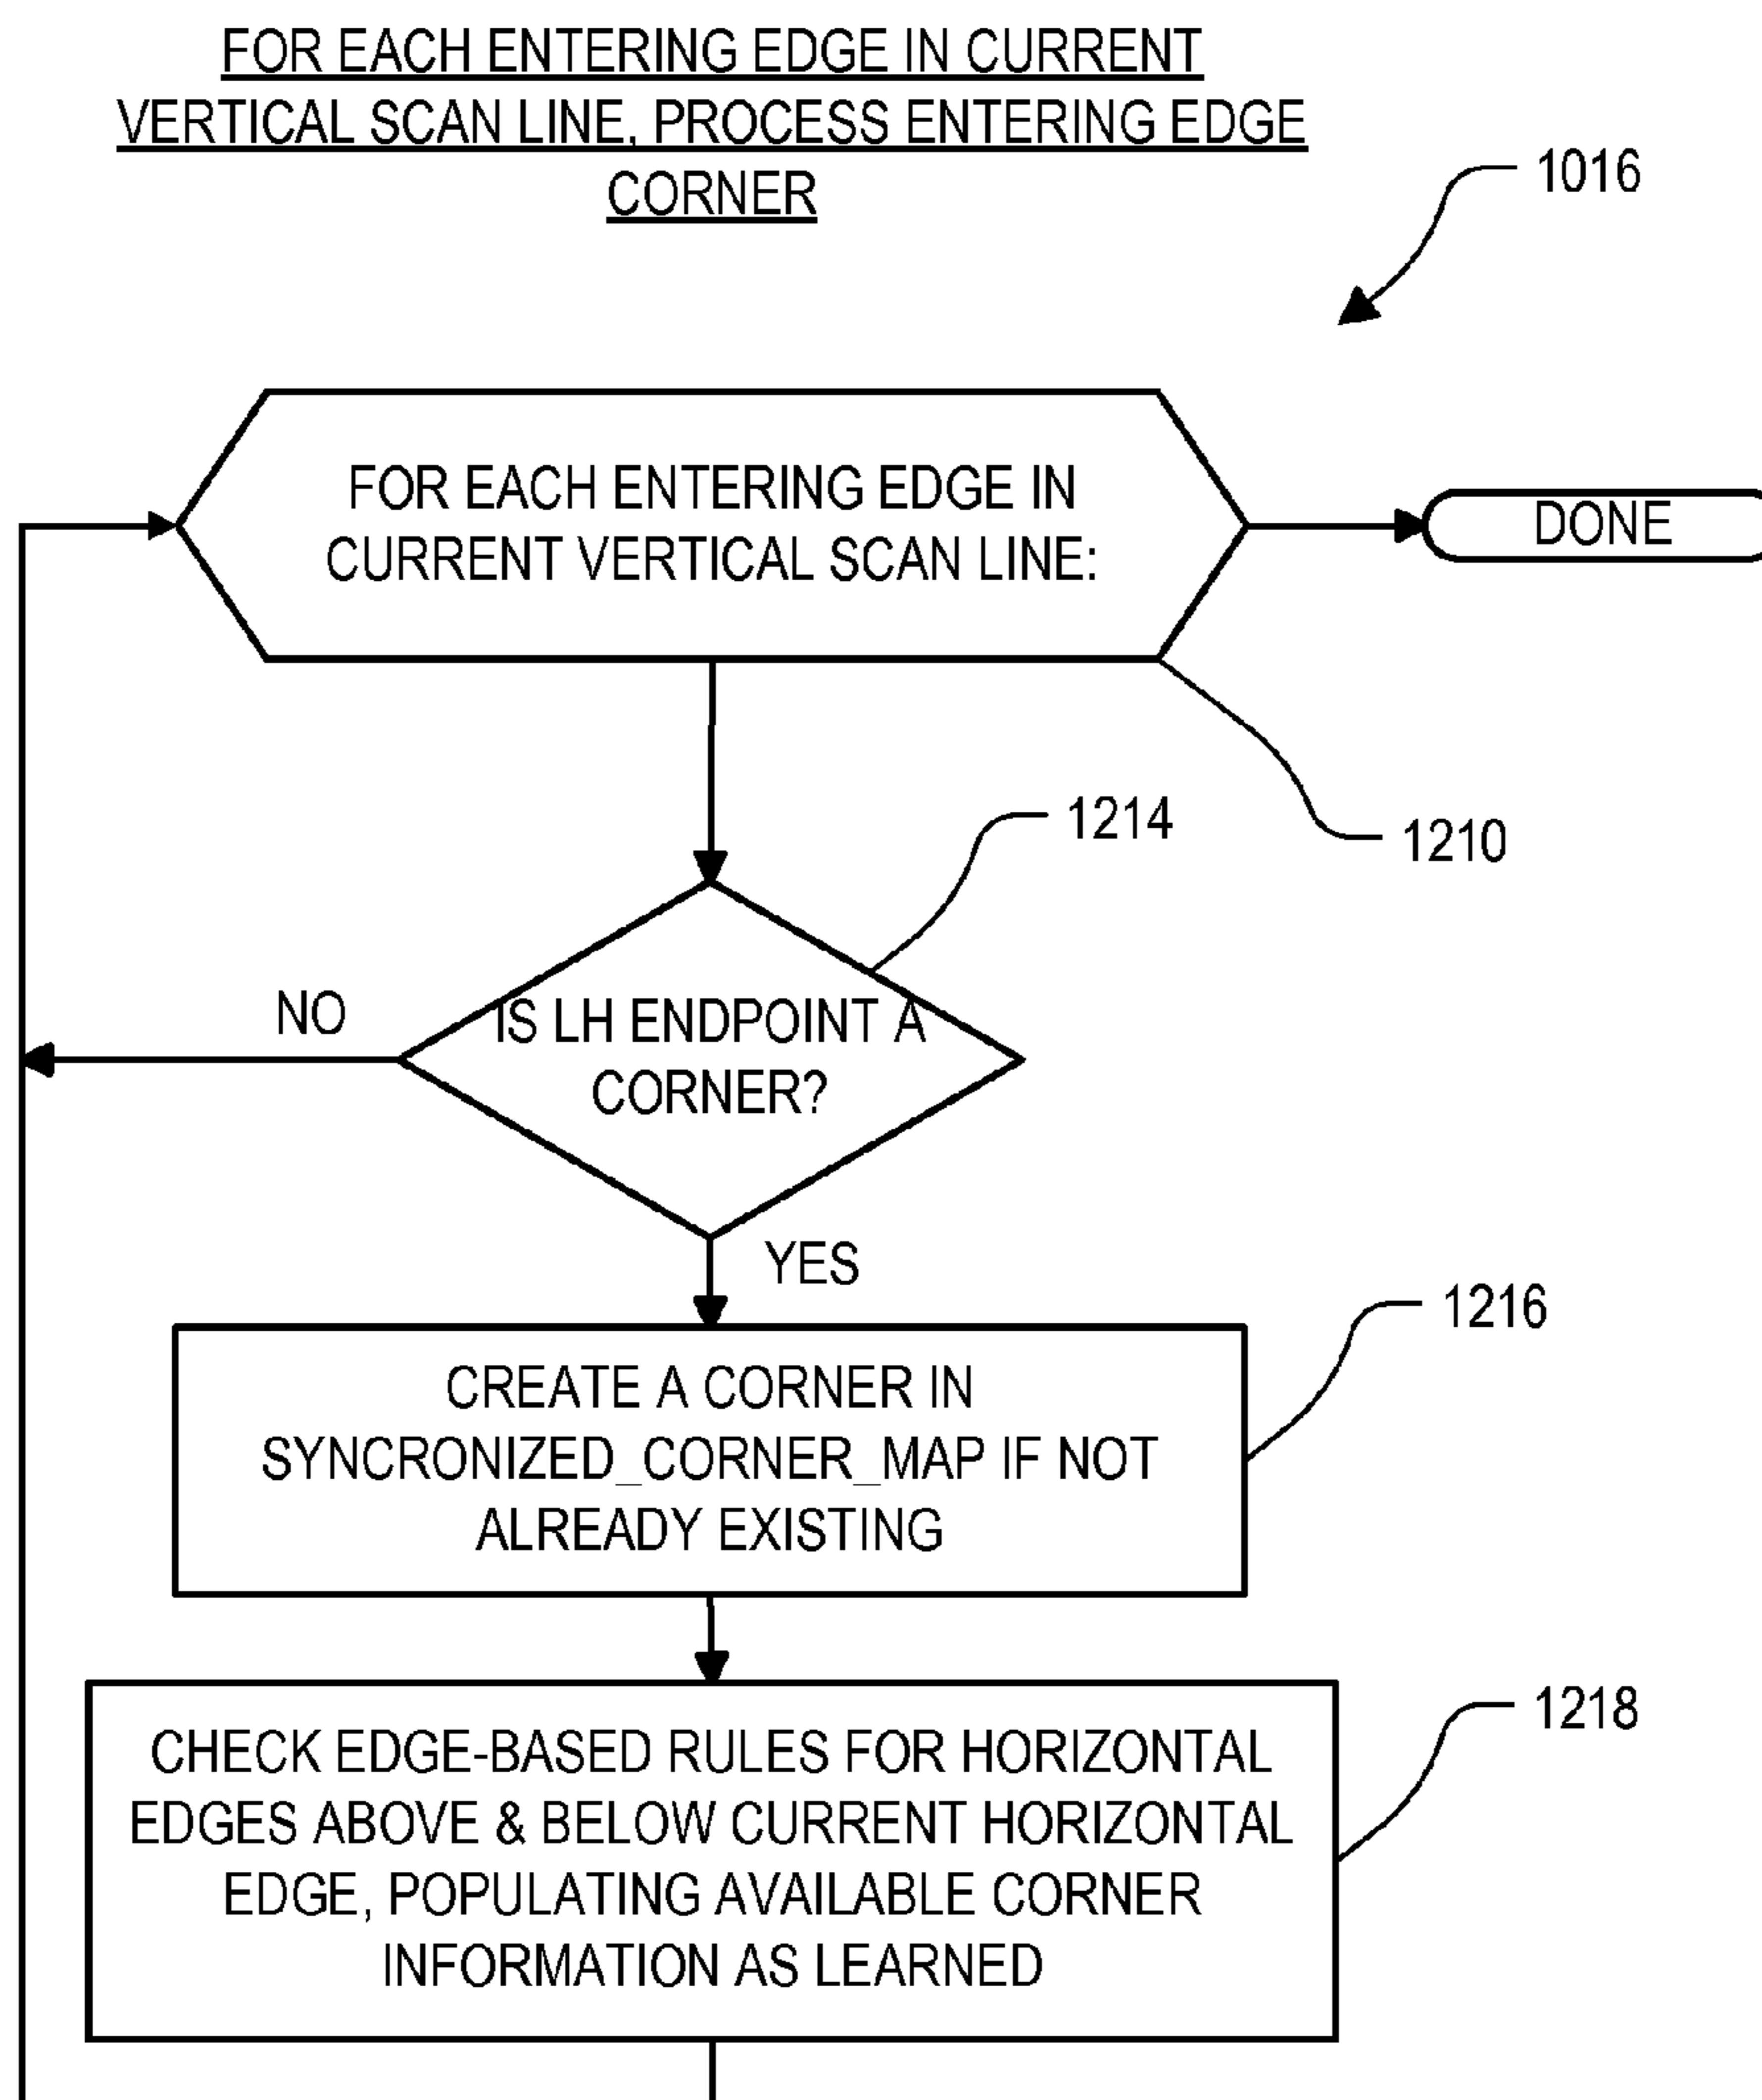 FOR EACH ENTERING EDGE IN CURRENT
VERTICAL SCAN LINE, PROCESS ENTERING EDGE
CORNER
1016
FOR EACH ENTERING EDGE IN
CURRENT VERTICAL SCAN LINE:
DONE
1214
1210
NO
IS LH ENDPOINT A
CORNER?
YES
1216
CREATE A CORNER IN
SYNCRONIZED_CORNER_MAP IF NOT
ALREADY EXISTING
1218
CHECK EDGE-BASED RULES FOR HORIZONTAL
EDGES ABOVE & BELOW CURRENT HORIZONTAL
EDGE, POPULATING AVAILABLE CORNER
INFORMATION AS LEARNED